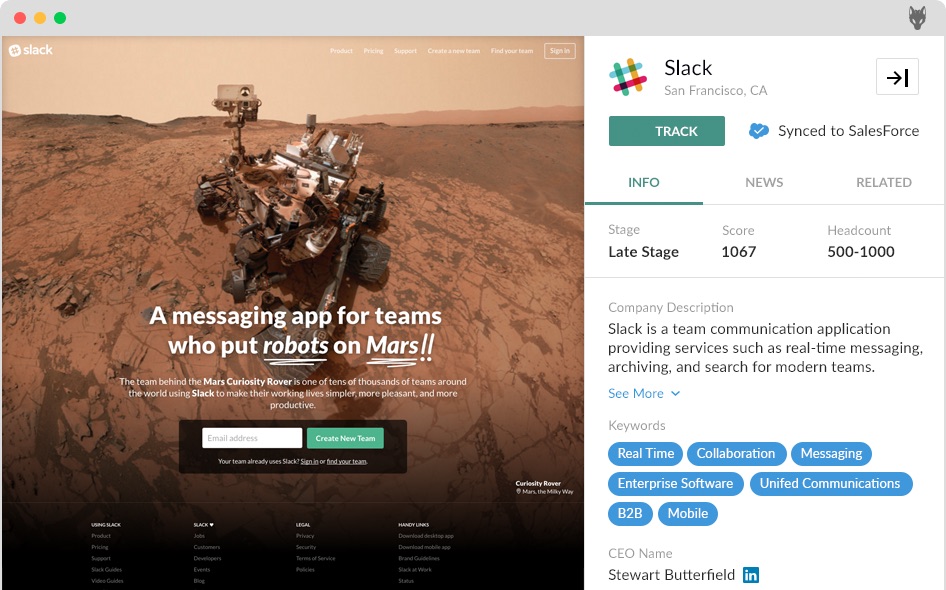 slack
Product Pricing Support Create a new team Find your team Sign in
A messaging app for teams
who put robots on Mars!!
The team behind the Mars Curiosity Rover is one of tens of thousands of teams around
the world using Slack to make their working lives simpler, more pleasant, and more
productive.
Email address Create New Team
Your team already uses Slack? Sign in or find your team.
Curiosity Rover
Mars, the Milky Way
USING SLACK
Product
Pricing
Support
Slack Guides
Video Guides
SLACK
Jobs
Customers
Developers
Events
Blog
LEGAL
Privacy
Security
Terms of Service
Policies
HANDY LINKS
Download desktop app
Download mobile app
Brand Guidelines
Slack at Work
Status
Slack
San Francisco, CA
TRACK
Synced to SalesForce
INFO NEWS RELATED
Stage Score Headcount
Late Stage 1067 500-1000
Company Description
Slack is a team communication application
providing services such as real-time messaging,
archiving, and search for modern teams.
See More
Keywords
Real Time Collaboration Messaging
Enterprise Software Unifed Communications
B2B Mobile
CEO Name
Stewart Butterfield in